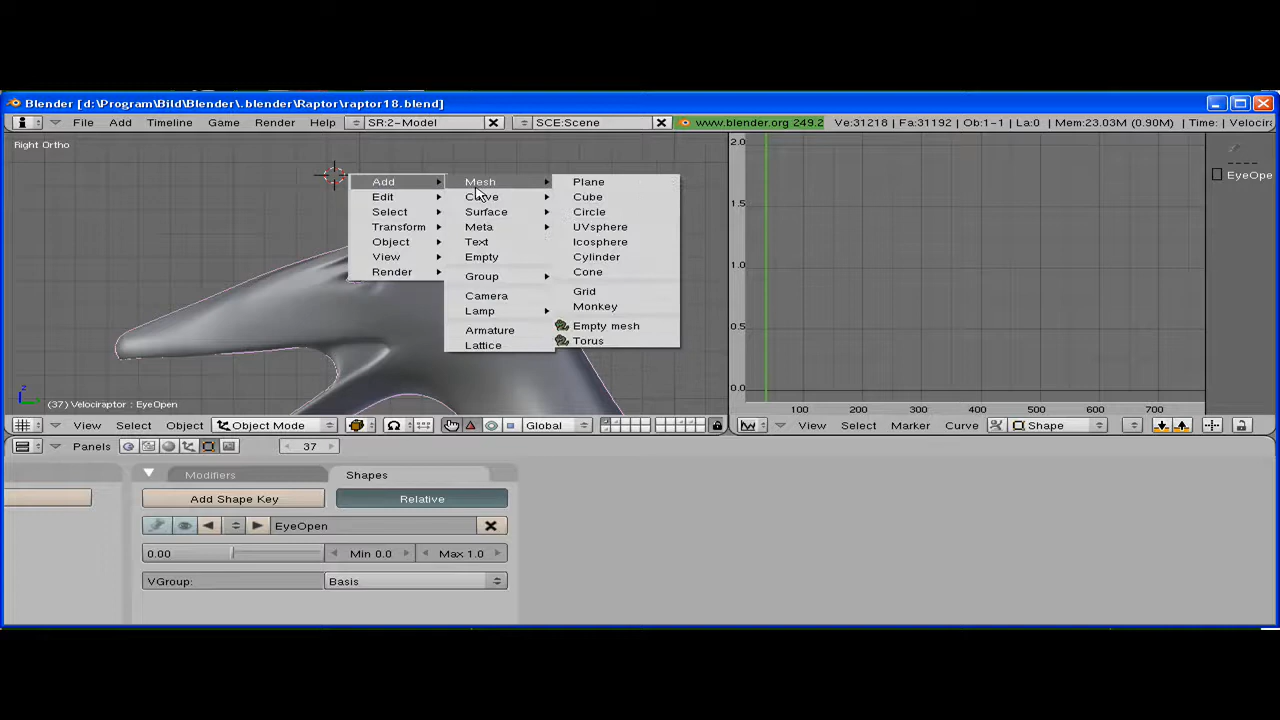 Blender [d:\Program\Bild\Blender\.blender\Raptor\raptor18.blend]
File Add Timeline Game Render Help SR:2-Model SCE:Scene www.blender.org 249.2 Ve:31218 | Fa:31192 | Ob:1-1 | La:0 | Mem:23.03M (0.90M) | Time: | Velocir
Right Ortho
Add
Edit
Select
Transform
Object
View
Render
Mesh
Curve
Surface
Meta
Text
Empty
Group
Camera
Lamp
Armature
Lattice
Plane
Cube
Circle
UVsphere
Icosphere
Cylinder
Cone
Grid
Monkey
Empty mesh
Torus
z
(37) Velociraptor : EyeOpen
2.0
1.5
1.0
0.5
0.0
100 200 300 400 500 600 700
EyeOpe
View Select Object Object Mode Global
View Select Marker Curve Shape
Panels 37
Modifiers Shapes
Add Shape Key Relative
EyeOpen
0.00 Min 0.0 Max 1.0
VGroup: Basis